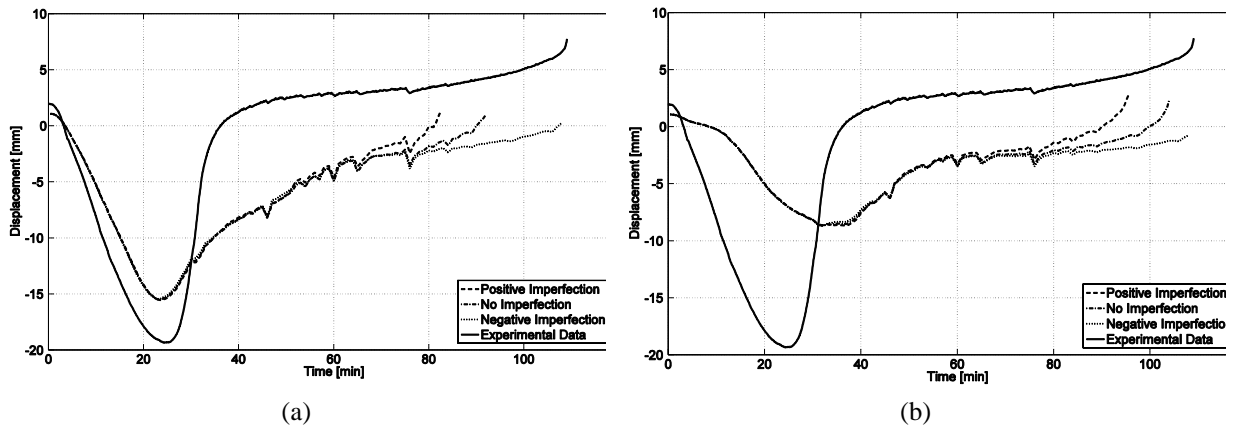 10
5
0
-5
-10
-15
-20
Displacement [mm]
0 20 40 60 80 100
Time [min]
Positive Imperfection
No Imperfection
Negative Imperfection
Experimental Data
(a)
10
5
0
-5
-10
-15
-20
Displacement [mm]
0 20 40 60 80 100
Time [min]
Positive Imperfection
No Imperfection
Negative Imperfectio
Experimental Data
(b)